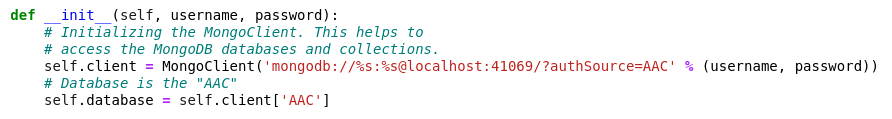 def __init__(self, username, password):
    # Initializing the MongoClient. This helps to
    # access the MongoDB databases and collections.
    self.client = MongoClient('mongodb://%s:%s@localhost:41069/?authSource=AAC' % (username, password))
    # Database is the "AAC"
    self.database = self.client['AAC']